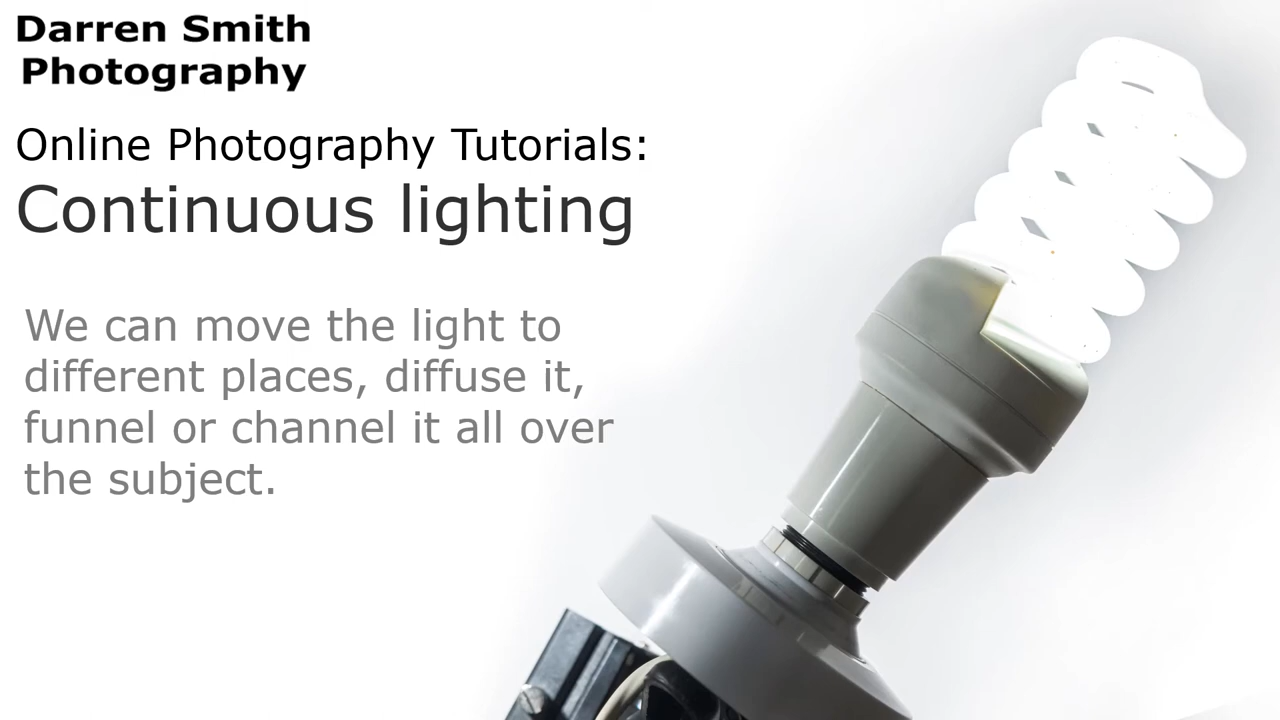 Darren Smith
Photography
Online Photography Tutorials:
Continuous lighting
We can move the light to
different places, diffuse it,
funnel or channel it all over
the subject.